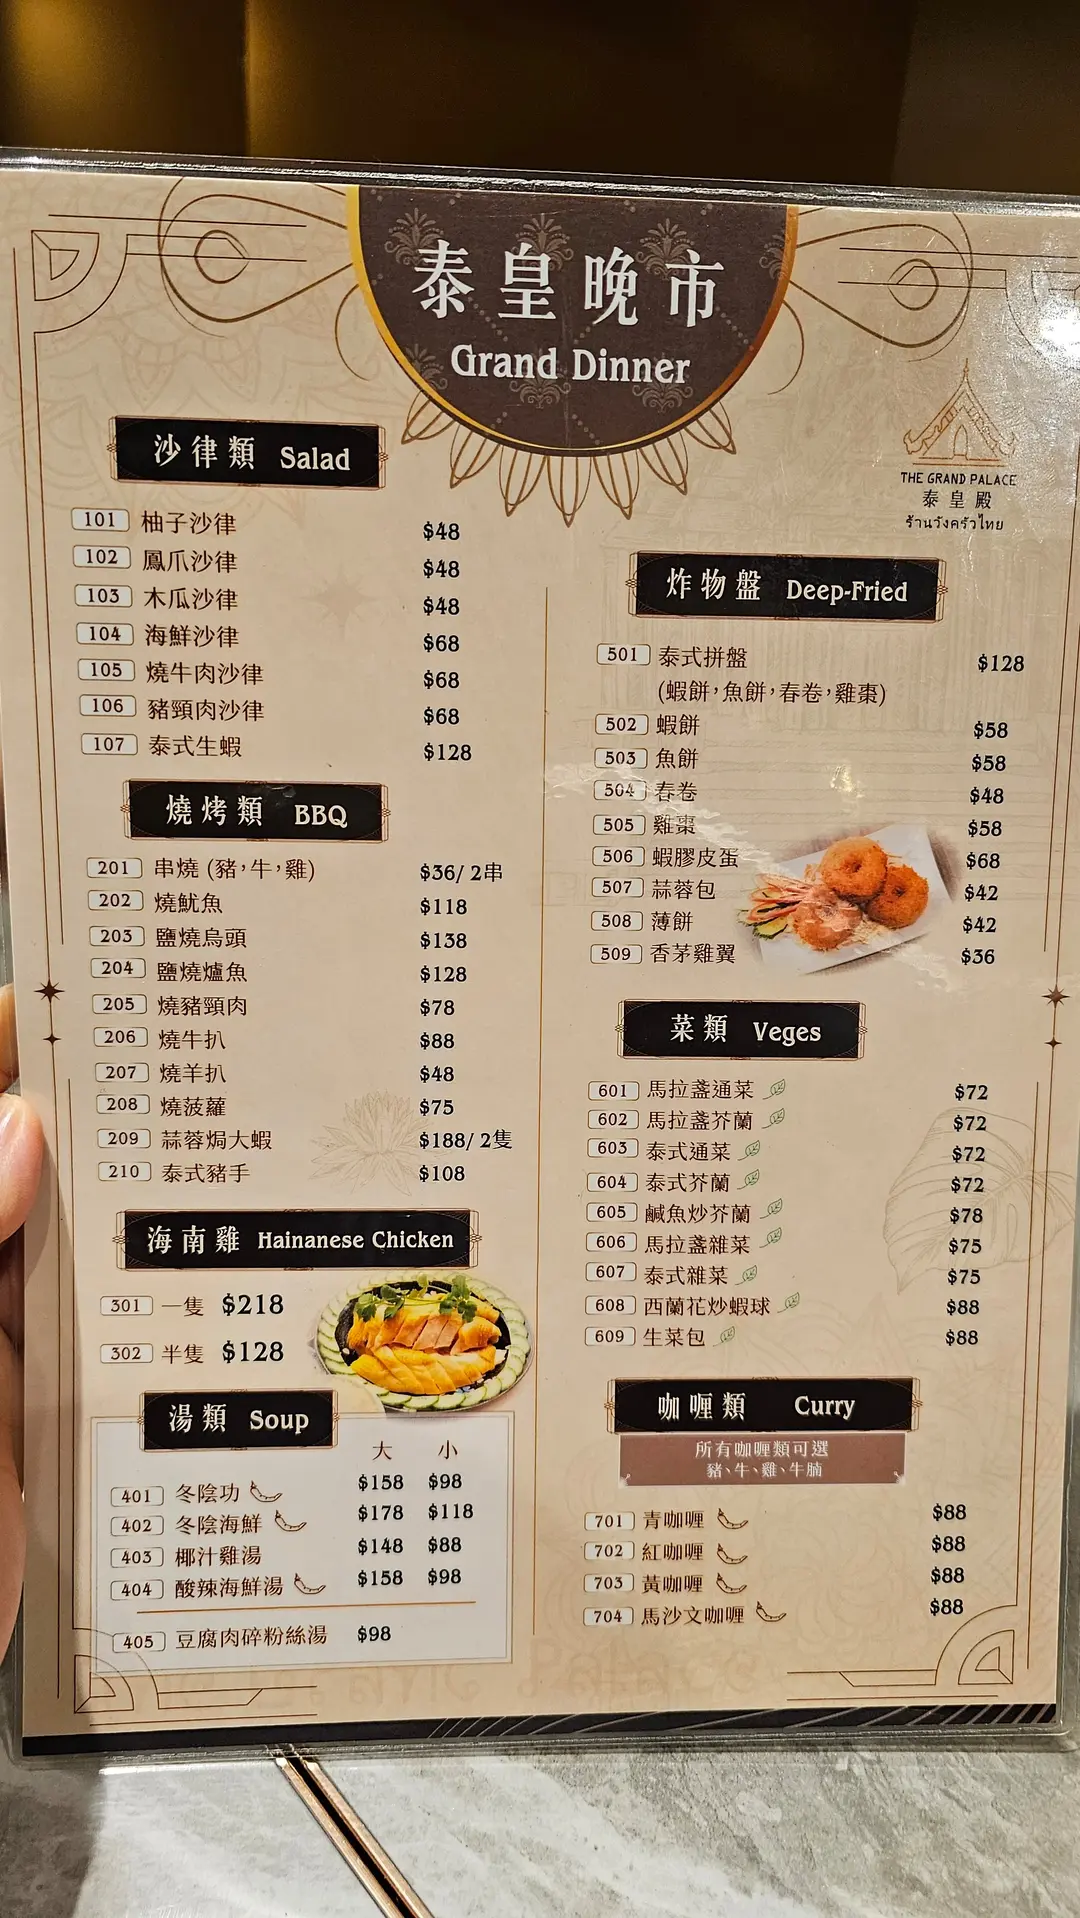 泰皇晚市
Grand Dinner
THE GRAND PALACE
泰皇殿
ร้านวังครัวไทย
沙律類 Salad
101 柚子沙律 $48
102 鳳爪沙律 $48
103 木瓜沙律 $48
104 海鮮沙律 $68
105 燒牛肉沙律 $68
106 豬頸肉沙律 $68
107 泰式生蝦 $128
燒烤類 BBQ
201 串燒 (豬,牛,雞) $36/ 2串
202 燒魷魚 $118
203 鹽燒烏頭 $138
204 鹽燒爐魚 $128
205 燒豬頸肉 $78
206 燒牛扒 $88
207 燒羊扒 $48
208 燒菠蘿 $75
209 蒜蓉焗大蝦 $188/ 2隻
210 泰式豬手 $108
海南雞 Hainanese Chicken
301 一隻 $218
302 半隻 $128
湯類 Soup
大 小
401 冬陰功 $158 $98
402 冬陰海鮮 $178 $118
403 椰汁雞湯 $148 $88
404 酸辣海鮮湯 $158 $98
405 豆腐肉碎粉絲湯 $98
炸物盤 Deep-Fried
501 泰式拼盤 $128
(蝦餅,魚餅,春卷,雞棗)
502 蝦餅 $58
503 魚餅 $58
504 春卷 $48
505 雞棗 $58
506 蝦膠皮蛋 $68
507 蒜蓉包 $42
508 薄餅 $42
509 香茅雞翼 $36
菜類 Veges
601 馬拉盞通菜 $72
602 馬拉盞芥蘭 $72
603 泰式通菜 $72
604 泰式芥蘭 $72
605 鹹魚炒芥蘭 $78
606 馬拉盞雜菜 $75
607 泰式雜菜 $75
608 西蘭花炒蝦球 $88
609 生菜包 $88
咖喱類 Curry
所有咖喱類可選
豬、牛、雞、牛腩
701 青咖喱 $88
702 紅咖喱 $88
703 黃咖喱 $88
704 馬沙文咖喱 $88